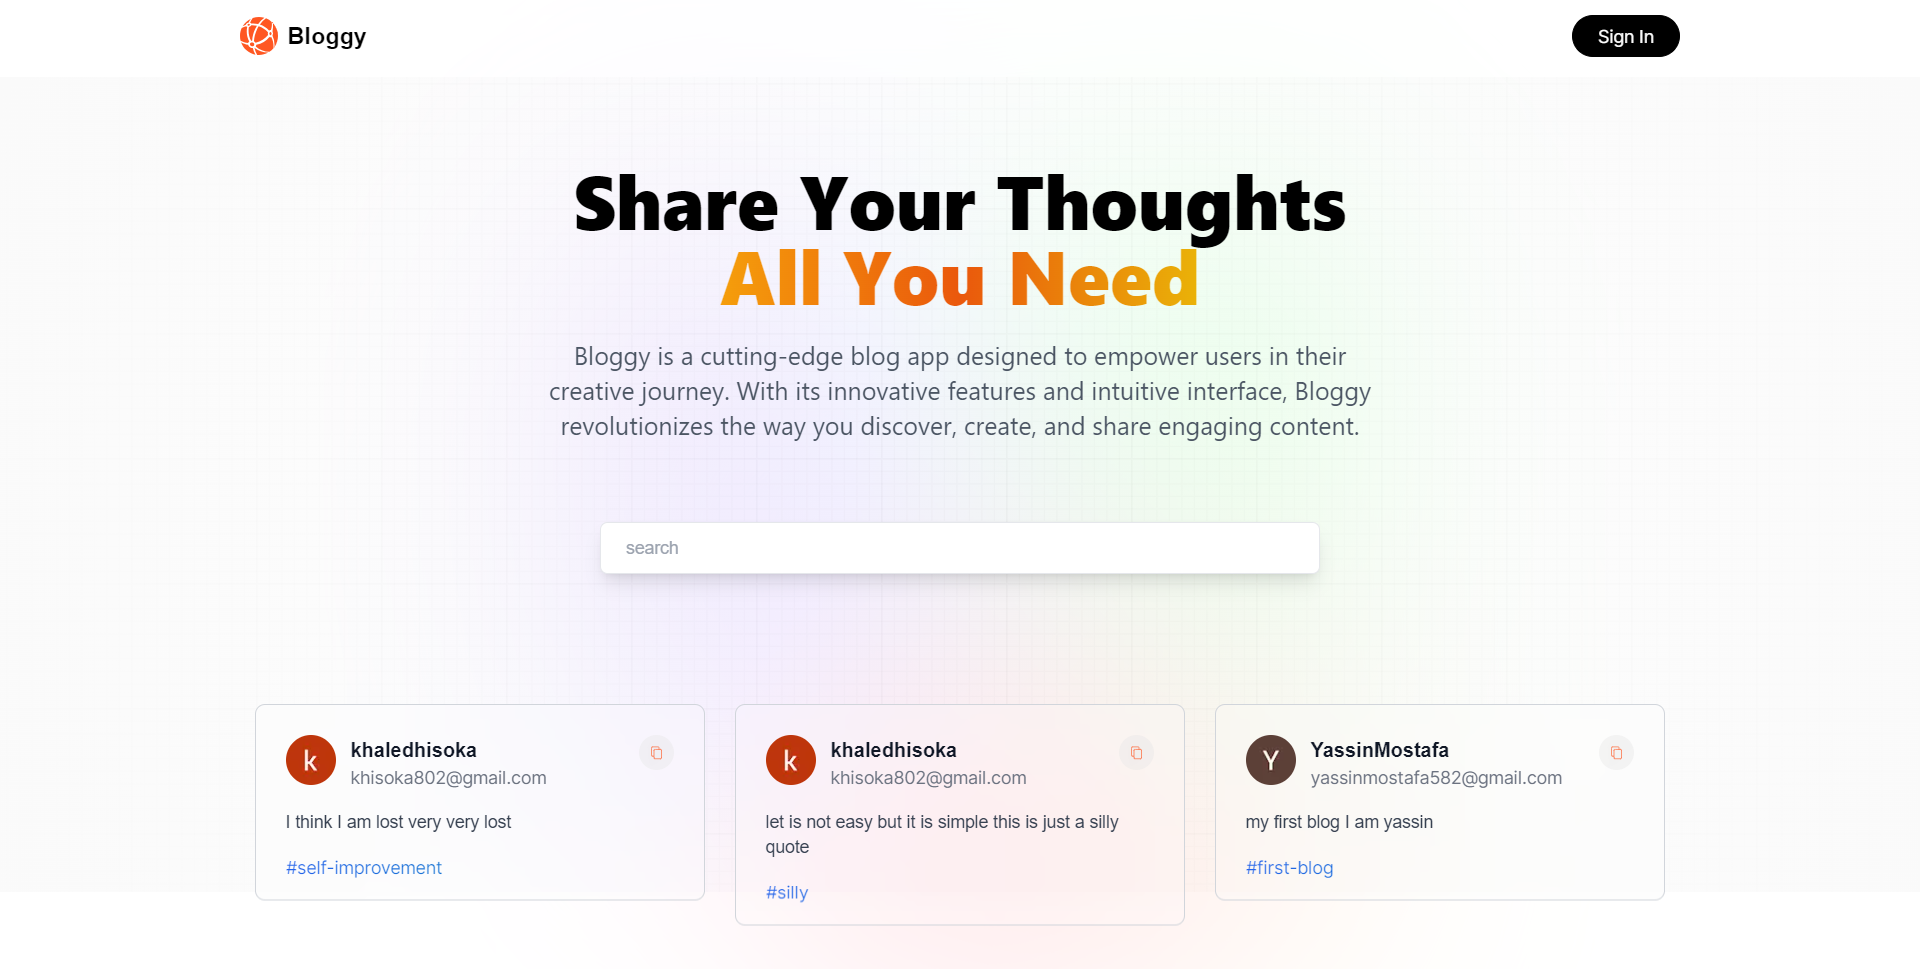 Bloggy
Sign In
Share Your Thoughts
All You Need
Bloggy is a cutting-edge blog app designed to empower users in their
creative journey. With its innovative features and intuitive interface, Bloggy
revolutionizes the way you discover, create, and share engaging content.
search
k
khaledhisoka
khisoka802@gmail.com
I think I am lost very very lost
#self-improvement
k
khaledhisoka
khisoka802@gmail.com
let is not easy but it is simple this is just a silly
quote
#silly
Y
YassinMostafa
yassinmostafa582@gmail.com
my first blog I am yassin
#first-blog